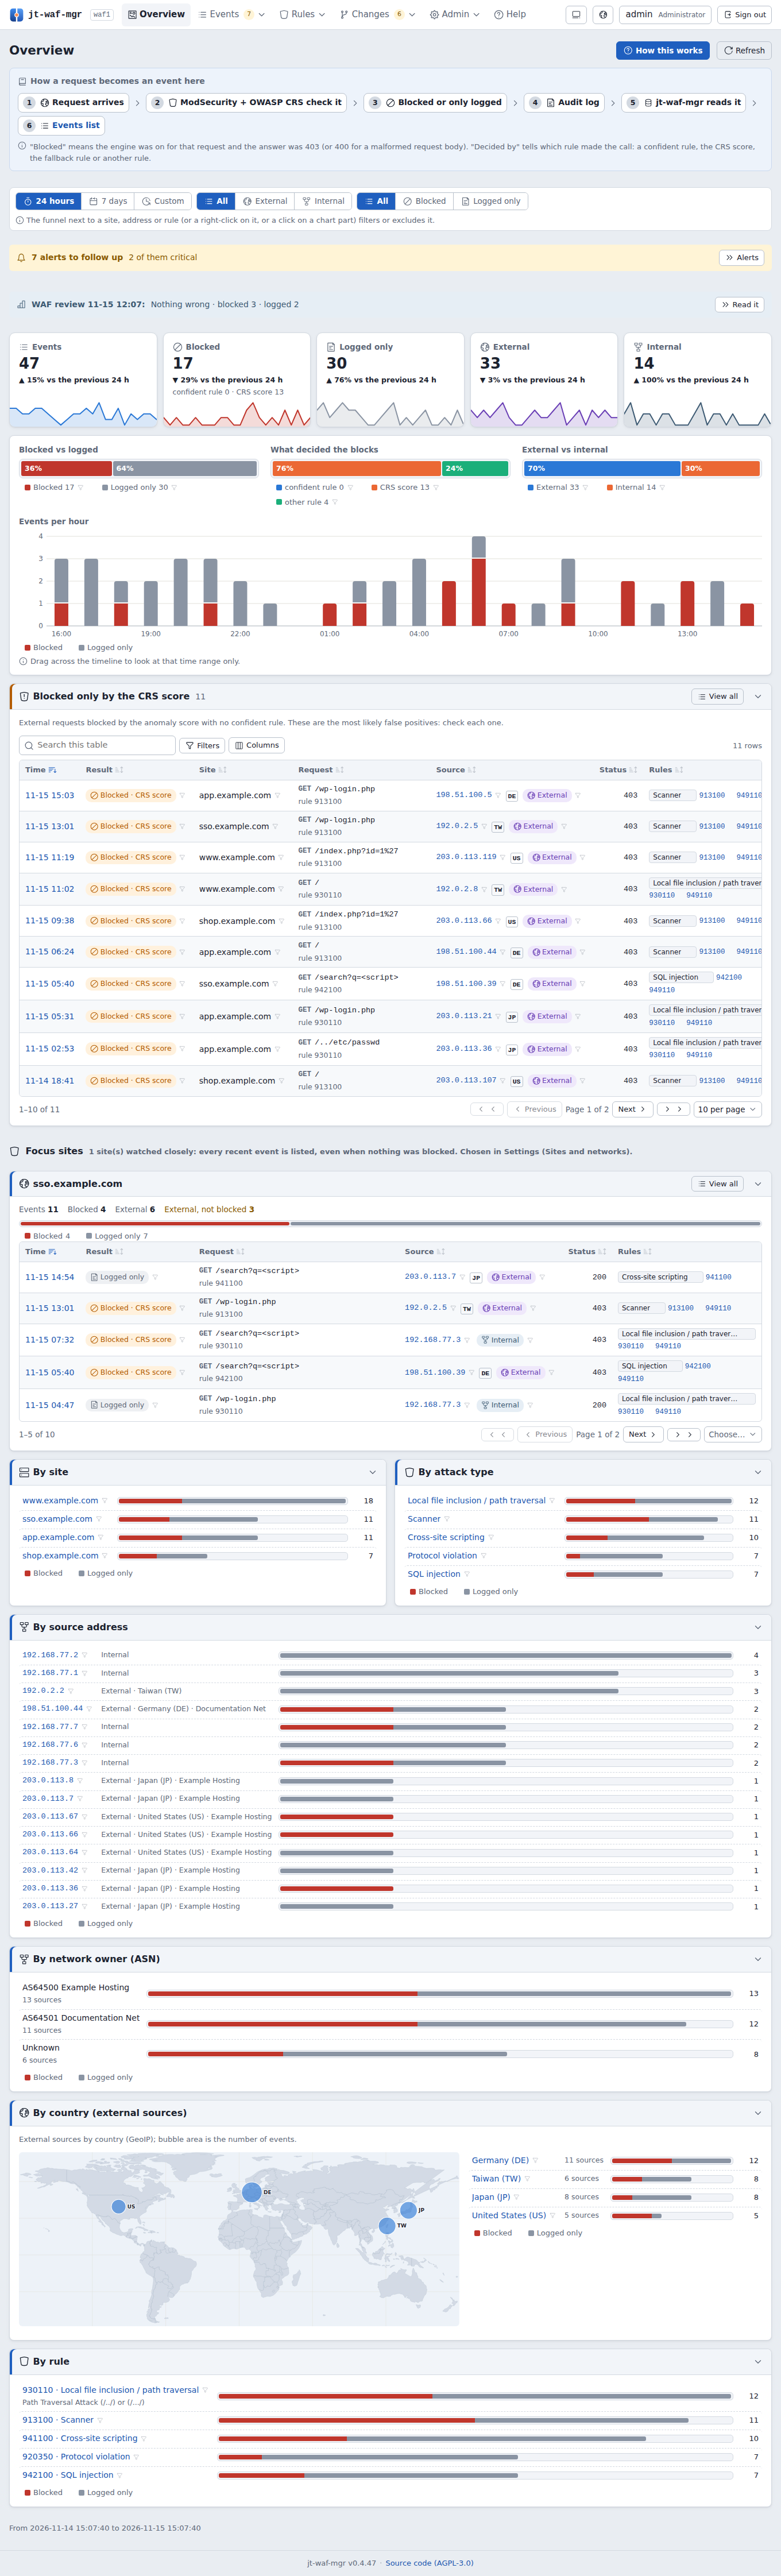 jt-waf-mgr waf1 Overview Events 7 Rules Changes 6 Admin Help admin Administrator Sign out
Overview How this works Refresh
How a request becomes an event here
1 Request arrives 2 ModSecurity + OWASP CRS check it 3 Blocked or only logged 4 Audit log 5 jt-waf-mgr reads it
6 Events list
"Blocked" means the engine was on for that request and the answer was 403 (or 400 for a malformed request body). "Decided by" tells which rule made the call: a confident rule, the CRS score,
the fallback rule or another rule.
24 hours 7 days Custom All External Internal All Blocked Logged only
The funnel next to a site, address or rule (or a right-click on it, or a click on a chart part) filters or excludes it.
7 alerts to follow up 2 of them critical Alerts
WAF review 11-15 12:07: Nothing wrong · blocked 3 · logged 2 Read it
Events Blocked Logged only External Internal
47 17 30 33 14
▲ 15% vs the previous 24 h ▼ 29% vs the previous 24 h ▲ 76% vs the previous 24 h ▼ 3% vs the previous 24 h ▲ 100% vs the previous 24 h
confident rule 0 · CRS score 13
Blocked vs logged What decided the blocks External vs internal
36% 64% 76% 24% 70% 30%
Blocked 17 Logged only 30 confident rule 0 CRS score 13 External 33 Internal 14
other rule 4
Events per hour
4
3
2
1
0
16:00 19:00 22:00 01:00 04:00 07:00 10:00 13:00
Blocked Logged only
Drag across the timeline to look at that time range only.
Blocked only by the CRS score 11 View all
External requests blocked by the anomaly score with no confident rule. These are the most likely false positives: check each one.
Search this table Filters Columns 11 rows
Time Result Site Request Source Status Rules
11-15 15:03 Blocked · CRS score app.example.com GET /wp-login.php rule 913100 198.51.100.5 DE External 403 Scanner 913100 949110
11-15 13:01 Blocked · CRS score sso.example.com GET /wp-login.php rule 913100 192.0.2.5 TW External 403 Scanner 913100 949110
11-15 11:19 Blocked · CRS score www.example.com GET /index.php?id=1%27 rule 913100 203.0.113.119 US External 403 Scanner 913100 949110
11-15 11:02 Blocked · CRS score www.example.com GET / rule 930110 192.0.2.8 TW External 403 Local file inclusion / path traver 930110 949110
11-15 09:38 Blocked · CRS score shop.example.com GET /index.php?id=1%27 rule 913100 203.0.113.66 US External 403 Scanner 913100 949110
11-15 06:24 Blocked · CRS score app.example.com GET / rule 913100 198.51.100.44 DE External 403 Scanner 913100 949110
11-15 05:40 Blocked · CRS score sso.example.com GET /search?q=<script> rule 942100 198.51.100.39 DE External 403 SQL injection 942100 949110
11-15 05:31 Blocked · CRS score app.example.com GET /wp-login.php rule 930110 203.0.113.21 JP External 403 Local file inclusion / path traver 930110 949110
11-15 02:53 Blocked · CRS score app.example.com GET /../etc/passwd rule 930110 203.0.113.36 JP External 403 Local file inclusion / path traver 930110 949110
11-14 18:41 Blocked · CRS score shop.example.com GET / rule 913100 203.0.113.107 US External 403 Scanner 913100 949110
1–10 of 11 Previous Page 1 of 2 Next 10 per page
Focus sites 1 site(s) watched closely: every recent event is listed, even when nothing was blocked. Chosen in Settings (Sites and networks).
sso.example.com View all
Events 11 Blocked 4 External 6 External, not blocked 3
Blocked 4 Logged only 7
Time Result Request Source Status Rules
11-15 14:54 Logged only GET /search?q=<script> rule 941100 203.0.113.7 JP External 200 Cross-site scripting 941100
11-15 13:01 Blocked · CRS score GET /wp-login.php rule 913100 192.0.2.5 TW External 403 Scanner 913100 949110
11-15 07:32 Blocked · CRS score GET /search?q=<script> rule 930110 192.168.77.3 Internal 403 Local file inclusion / path traver… 930110 949110
11-15 05:40 Blocked · CRS score GET /search?q=<script> rule 942100 198.51.100.39 DE External 403 SQL injection 942100 949110
11-15 04:47 Logged only GET /wp-login.php rule 930110 192.168.77.3 Internal 200 Local file inclusion / path traver… 930110 949110
1–5 of 10 Previous Page 1 of 2 Next Choose…
By site
www.example.com 18
sso.example.com 11
app.example.com 11
shop.example.com 7
Blocked Logged only
By attack type
Local file inclusion / path traversal 12
Scanner 11
Cross-site scripting 10
Protocol violation 7
SQL injection 7
Blocked Logged only
By source address
192.168.77.2 Internal 4
192.168.77.1 Internal 3
192.0.2.2 External · Taiwan (TW) 3
198.51.100.44 External · Germany (DE) · Documentation Net 2
192.168.77.7 Internal 2
192.168.77.6 Internal 2
192.168.77.3 Internal 2
203.0.113.8 External · Japan (JP) · Example Hosting 1
203.0.113.7 External · Japan (JP) · Example Hosting 1
203.0.113.67 External · United States (US) · Example Hosting 1
203.0.113.66 External · United States (US) · Example Hosting 1
203.0.113.64 External · United States (US) · Example Hosting 1
203.0.113.42 External · Japan (JP) · Example Hosting 1
203.0.113.36 External · Japan (JP) · Example Hosting 1
203.0.113.27 External · Japan (JP) · Example Hosting 1
Blocked Logged only
By network owner (ASN)
AS64500 Example Hosting 13
13 sources
AS64501 Documentation Net 12
11 sources
Unknown 8
6 sources
Blocked Logged only
By country (external sources)
External sources by country (GeoIP); bubble area is the number of events.
US DE JP TW
Germany (DE) 11 sources 12
Taiwan (TW) 6 sources 8
Japan (JP) 8 sources 8
United States (US) 5 sources 5
Blocked Logged only
By rule
930110 · Local file inclusion / path traversal 12
Path Traversal Attack (/../) or (/.../)
913100 · Scanner 11
941100 · Cross-site scripting 10
920350 · Protocol violation 7
942100 · SQL injection 7
Blocked Logged only
From 2026-11-14 15:07:40 to 2026-11-15 15:07:40
jt-waf-mgr v0.4.47 · Source code (AGPL-3.0)